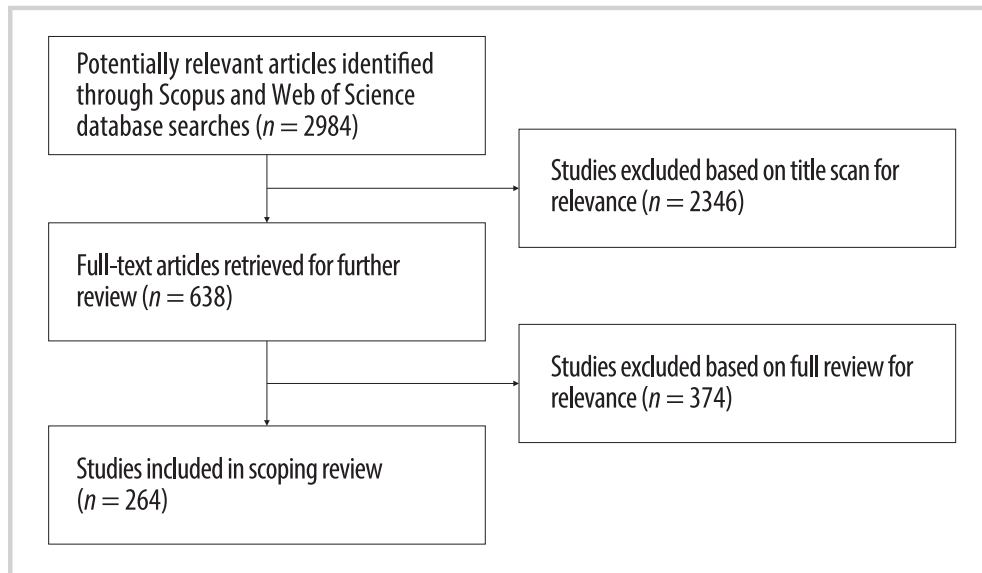 Potentially relevant articles identified
through Scopus and Web of Science
database searches (n = 2984)
Studies excluded based on title scan for
relevance (n = 2346)
Full-text articles retrieved for further
review (n = 638)
Studies excluded based on full review for
relevance (n = 374)
Studies included in scoping review
(n = 264)